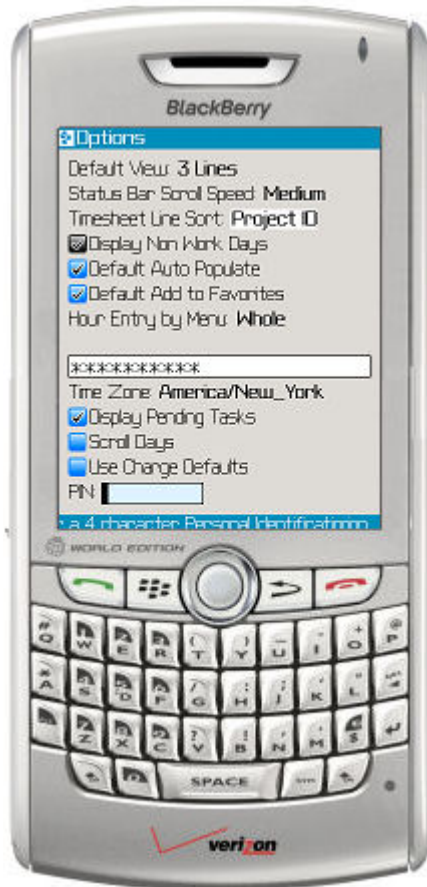 BlackBerry
Options
Default View: 3 Lines
Status Bar Scroll Speed: Medium
Timesheet Line Sort: Project ID
Display Non Work Days
Default Auto Populate
Default Add to Favorites
Hour Entry by Menu: Whole
***********
Time Zone: America/New_York
Display Pending Tasks
Scroll Days
Use Charge Defaults
PIN:
r a 4 character Personal Identification
WORLD EDITION
Q W E R T Y U I O P
A S D F G H J K L
Z X C V B N M $
SPACE
verizon